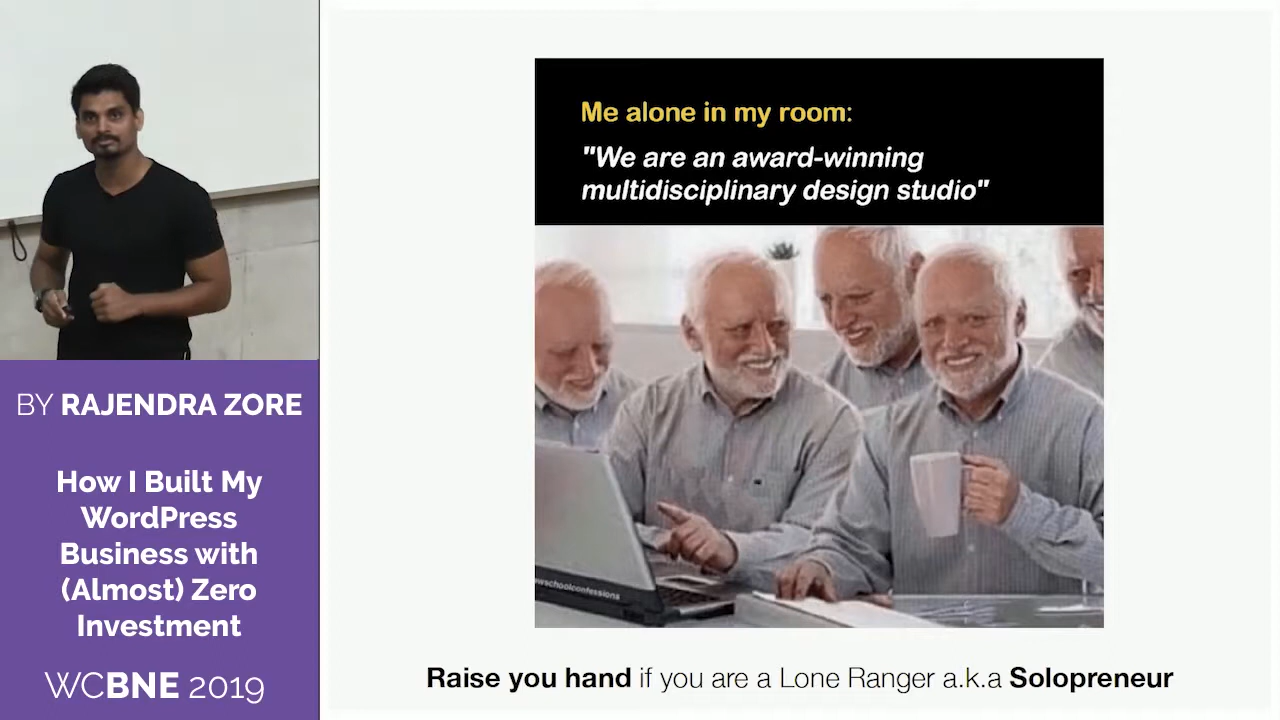 BY RAJENDRA ZORE
How I Built My
WordPress
Business with
(Almost) Zero
Investment
WCBNE 2019
Me alone in my room:
"We are an award-winning
multidisciplinary design studio"
wschoolconfessions
Raise you hand if you are a Lone Ranger a.k.a Solopreneur